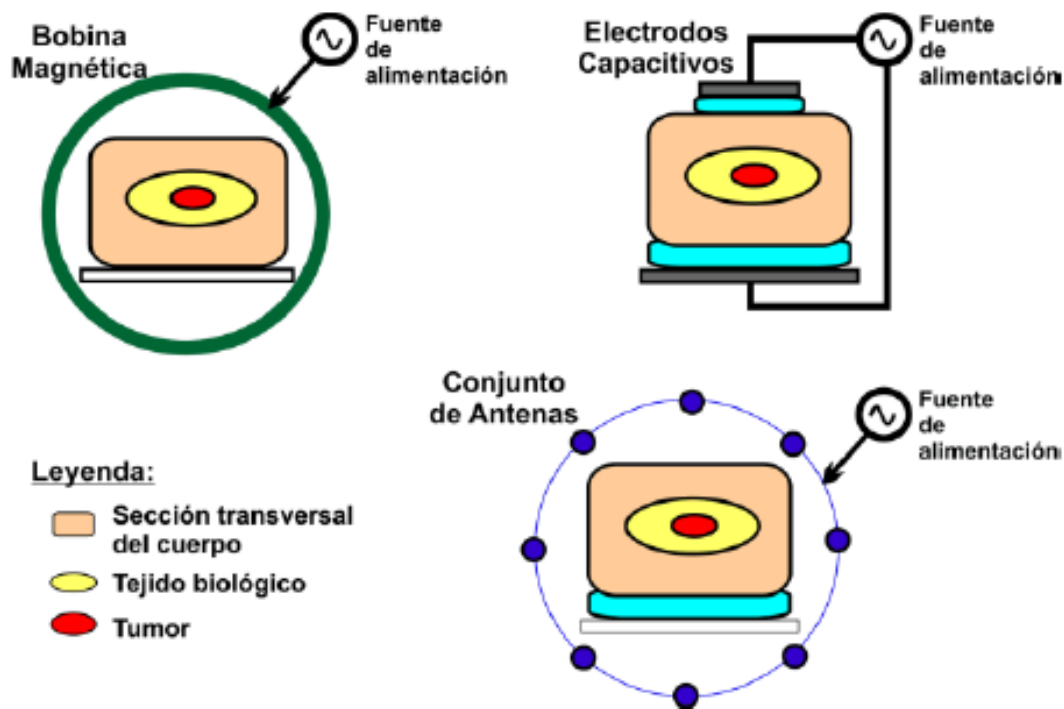 Bobina
Magnética
Fuente
de
alimentación
Electrodos
Capacitivos
Fuente
de
alimentación
Conjunto
de Antenas
Fuente
de
alimentación
Leyenda:
Sección transversal
del cuerpo
Tejido biológico
Tumor